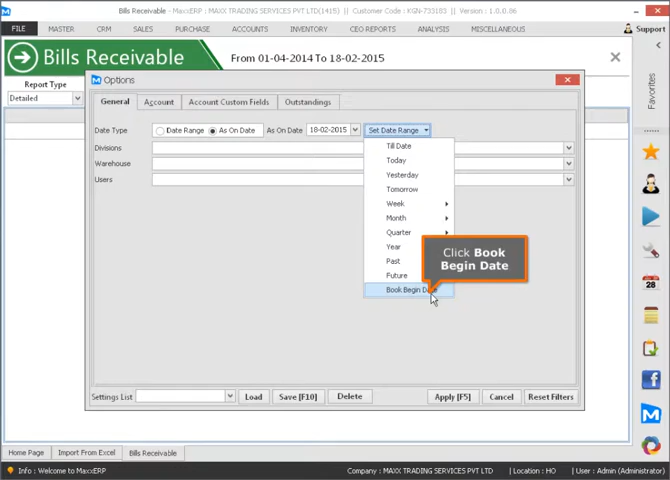 Bills Receivable - MaxxERP - MAXX TRADING SERVICES PVT LTD(1415) || Customer Code : KGN-733183 || Version : 1.0.0.86
FILE MASTER CRM SALES PURCHASE ACCOUNTS INVENTORY CEO REPORTS ANALYSIS MISCELLANEOUS Support
Bills Receivable From 01-04-2014 To 18-02-2015
Report Type
Detailed
Favorites
Options
General Account Account Custom Fields Outstandings
Date Type Date Range As On Date As On Date 18-02-2015 Set Date Range
Divisions
Warehouse
Users
Till Date
Today
Yesterday
Tomorrow
Week
Month
Quarter
Year
Past
Future
Book Begin Date
Click Book
Begin Date
28
Settings List Load Save [F10] Delete Apply [F5] Cancel Reset Filters
Home Page Import From Excel Bills Receivable
Info : Welcome to MaxxERP Company : MAXX TRADING SERVICES PVT LTD | Location : HO | User : Admin (Administrator)